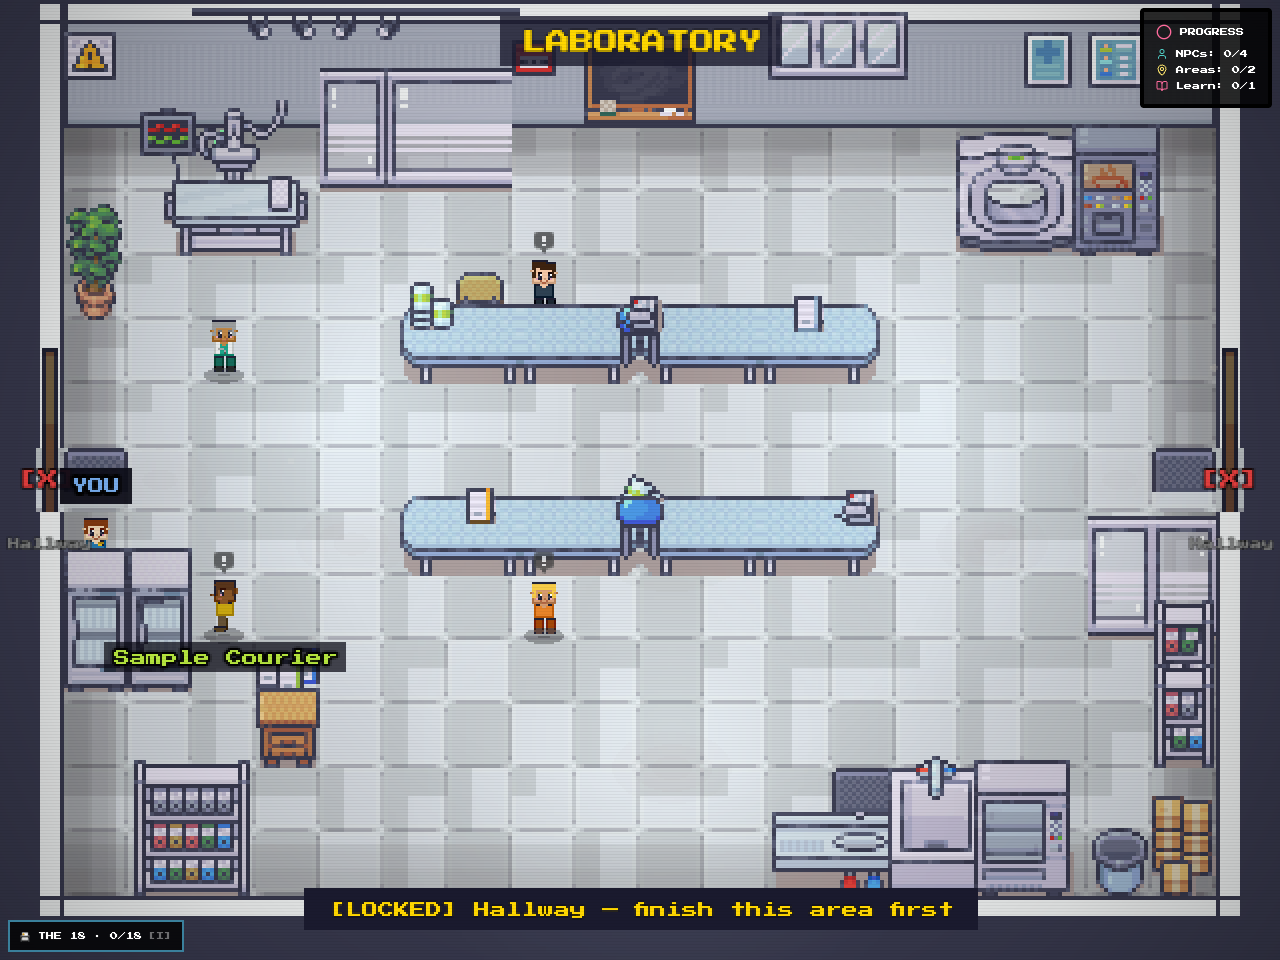 LABORATORY
PROGRESS
NPCs: 0/4
Areas: 0/2
Learn: 0/1
[X
YOU
[X]
Hallway
Hallway
Sample Courier
[LOCKED] Hallway — finish this area first
THE 18 · 0/18 [I]